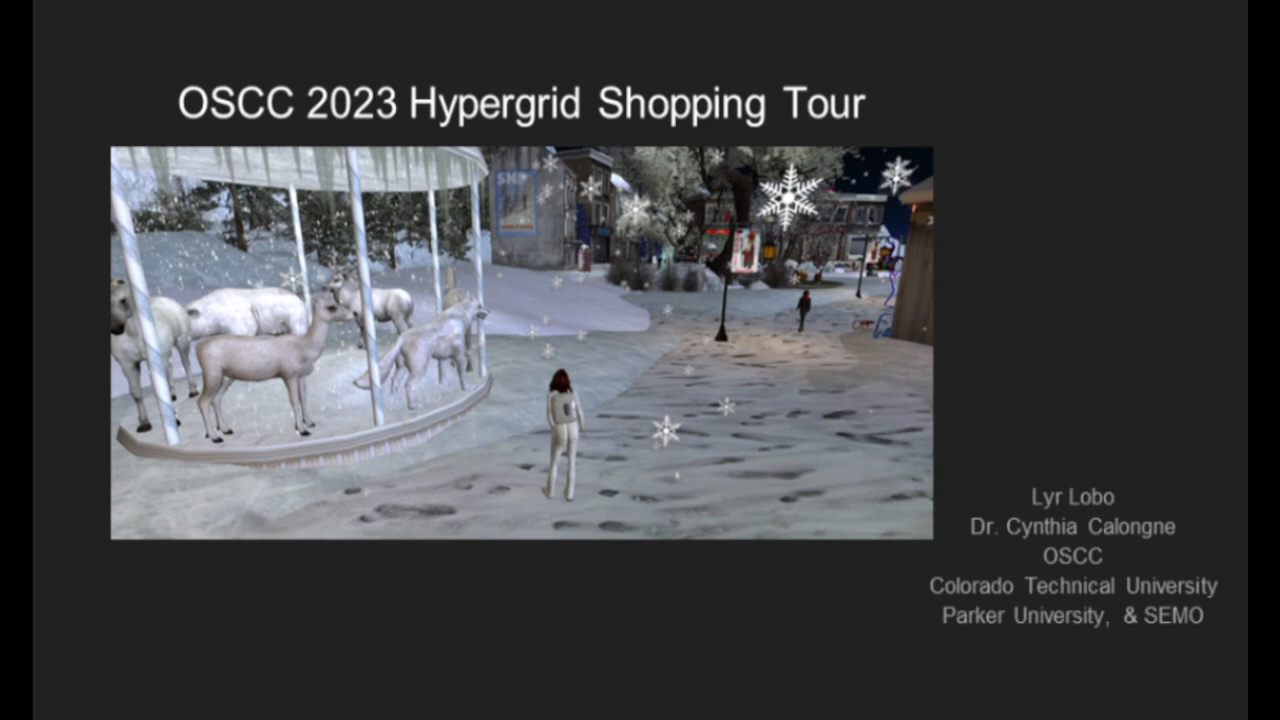 OSCC 2023 Hypergrid Shopping Tour
Lyr Lobo
Dr. Cynthia Calongne
OSCC
Colorado Technical University
Parker University, & SEMO